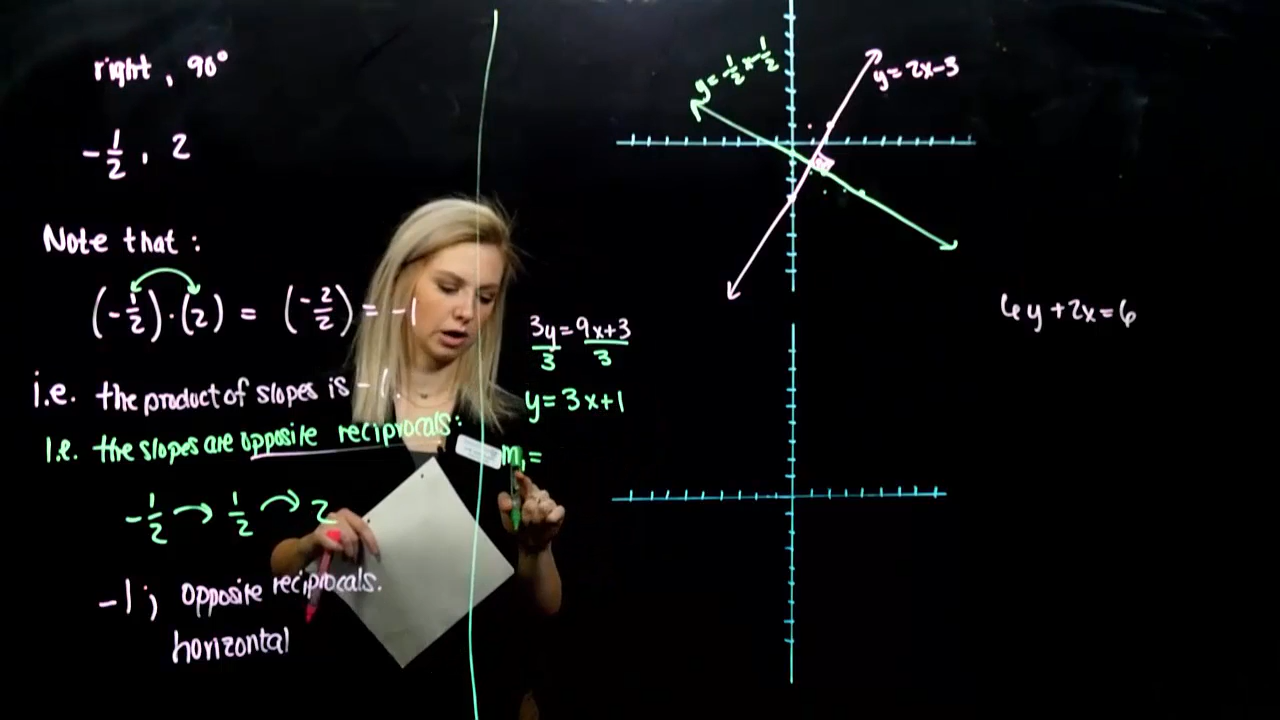 right, 90°
-1/2, 2
Note that:
(-1/2)·(2) = (-2/2) = -1
i.e. the product of slopes is -1.
I.e. the slopes are opposite reciprocals:
-1/2 → 1/2 → 2
-1; opposite reciprocals.
horizontal
3y = 9x+3
3 3
y = 3x+1
m₁ =
y = -1/2x - 1/2
y = 2x-3
6y + 2x = 6